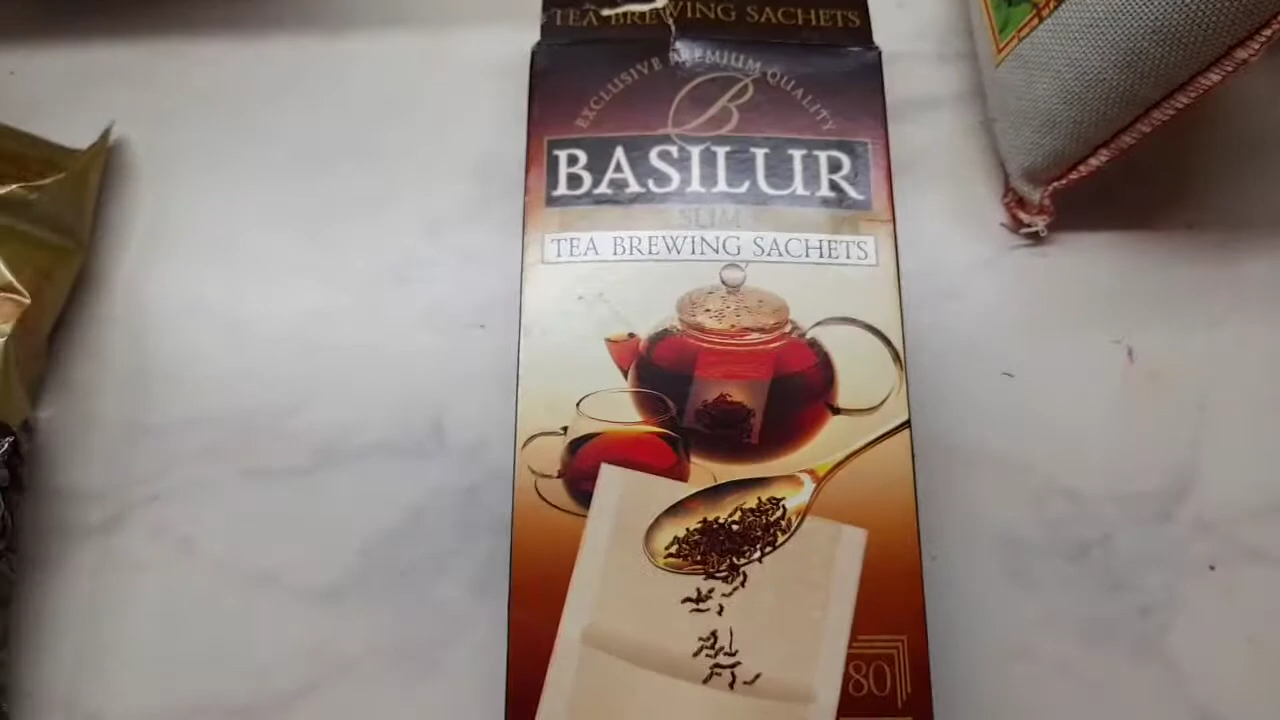 TEA BREWING SACHETS
EXCLUSIVE PREMIUM QUALITY
B
BASILUR
SLIM
TEA BREWING SACHETS
80